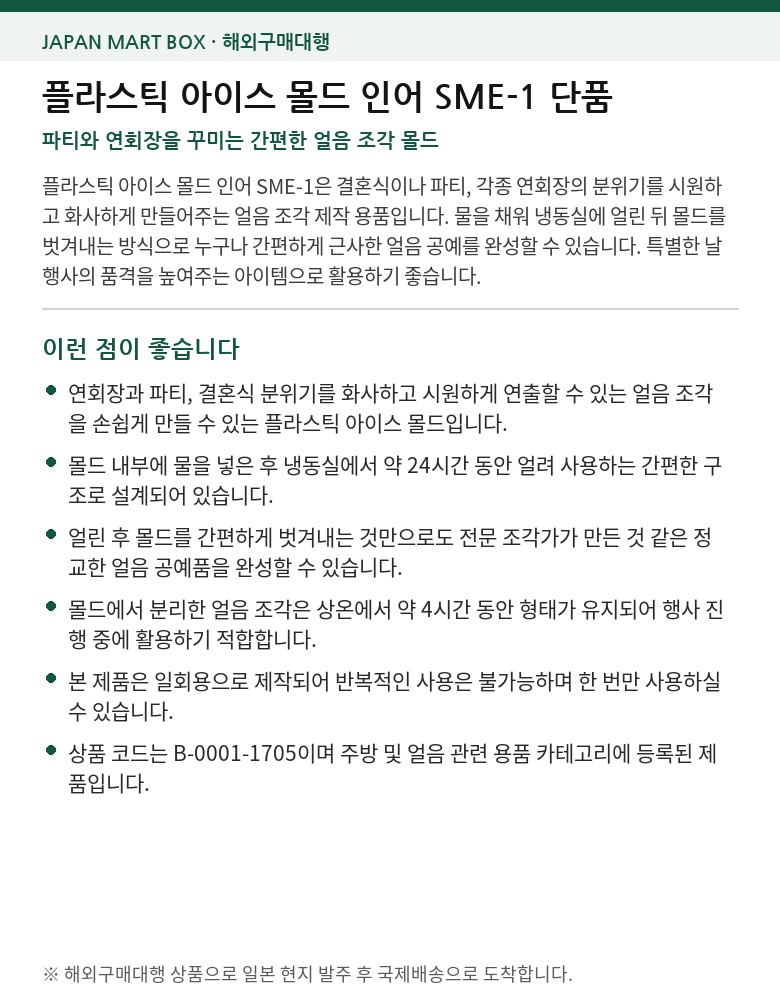 JAPAN MART BOX · 해외구매대행
플라스틱 아이스 몰드 인어 SME-1 단품
파티와 연회장을 꾸미는 간편한 얼음 조각 몰드
플라스틱 아이스 몰드 인어 SME-1은 결혼식이나 파티, 각종 연회장의 분위기를 시원하
고 화사하게 만들어주는 얼음 조각 제작 용품입니다. 물을 채워 냉동실에 얼린 뒤 몰드를
벗겨내는 방식으로 누구나 간편하게 근사한 얼음 공예를 완성할 수 있습니다. 특별한 날
행사의 품격을 높여주는 아이템으로 활용하기 좋습니다.
이런 점이 좋습니다
연회장과 파티, 결혼식 분위기를 화사하고 시원하게 연출할 수 있는 얼음 조각
을 손쉽게 만들 수 있는 플라스틱 아이스 몰드입니다.
몰드 내부에 물을 넣은 후 냉동실에서 약 24시간 동안 얼려 사용하는 간편한 구
조로 설계되어 있습니다.
얼린 후 몰드를 간편하게 벗겨내는 것만으로도 전문 조각가가 만든 것 같은 정
교한 얼음 공예품을 완성할 수 있습니다.
몰드에서 분리한 얼음 조각은 상온에서 약 4시간 동안 형태가 유지되어 행사 진
행 중에 활용하기 적합합니다.
본 제품은 일회용으로 제작되어 반복적인 사용은 불가능하며 한 번만 사용하실
수 있습니다.
상품 코드는 B-0001-1705이며 주방 및 얼음 관련 용품 카테고리에 등록된 제
품입니다.
※ 해외구매대행 상품으로 일본 현지 발주 후 국제배송으로 도착합니다.